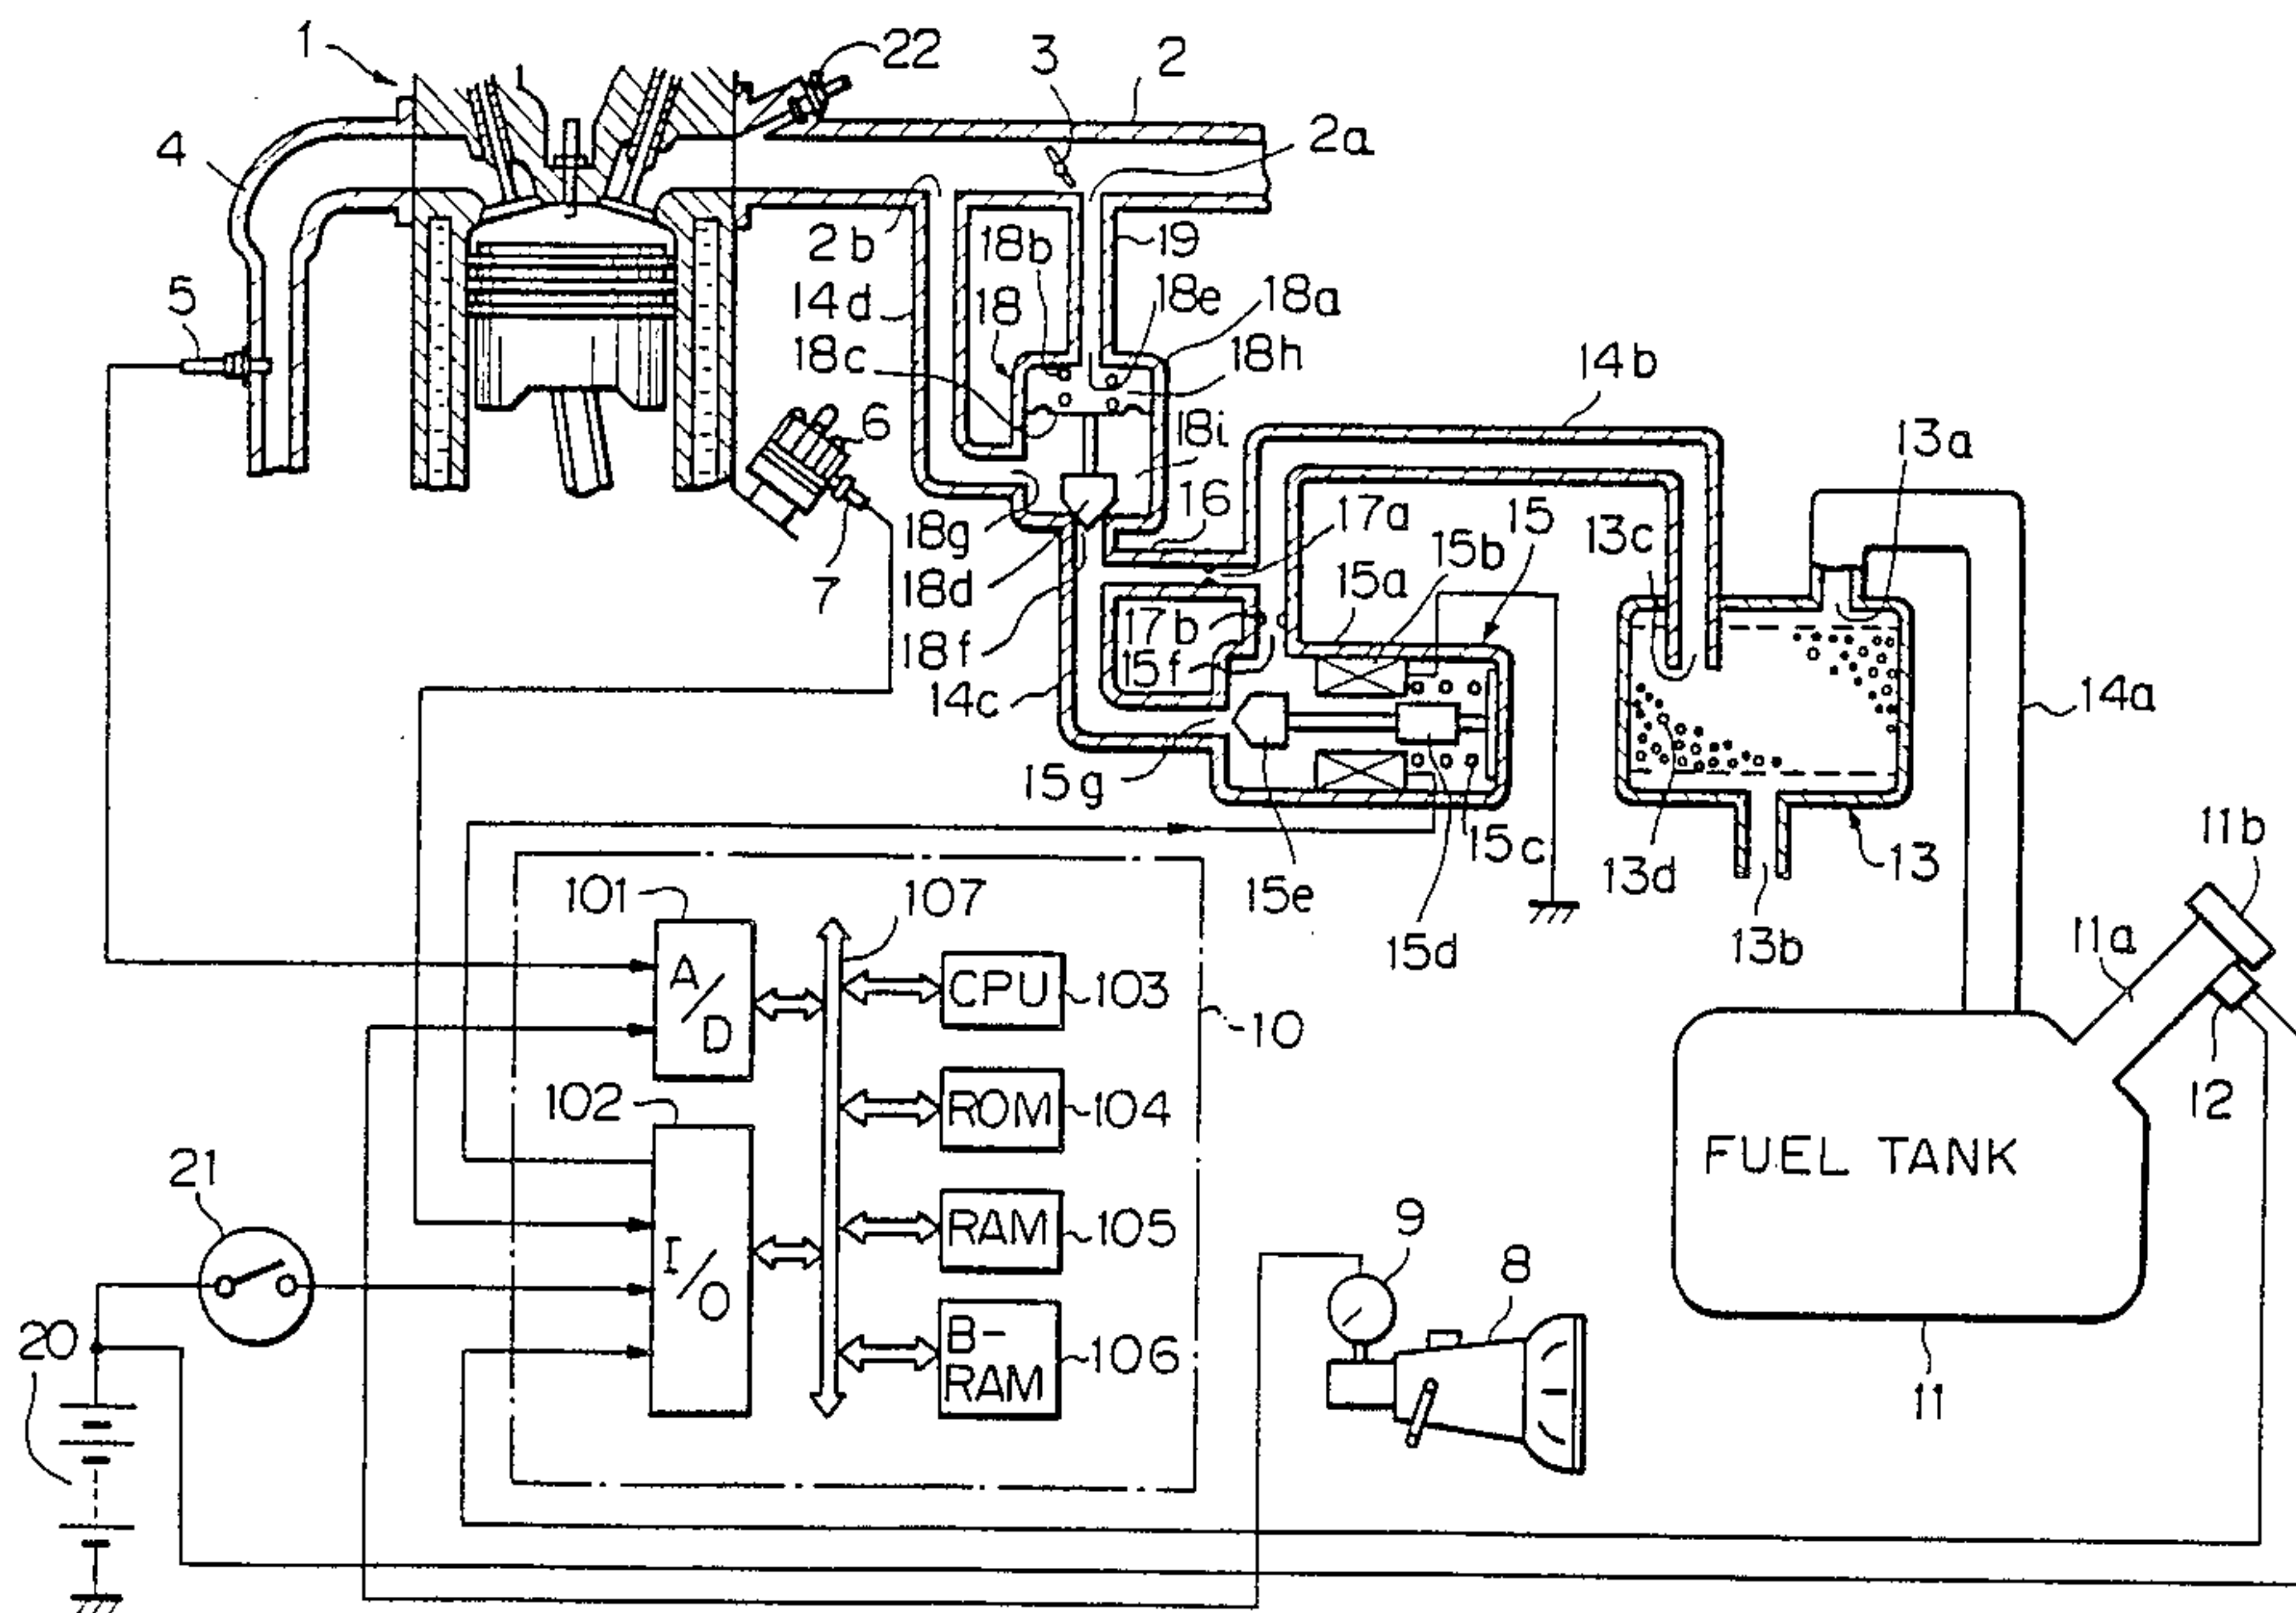 1
22
3
2
2a
4
2b
18b
19
5
14d
18
18e
18a
18c
18h
14b
6
18i
13a
16
17a
15
18g
15b
13c
7
18d
15a
17b
18f
15f
14c
14a
15g
15c
13d
13
11b
15e
101
107
15d
13b
11a
A/D
CPU
103
10
102
ROM
104
12
FUEL TANK
21
RAM
105
9
8
I/O
20
B-
RAM
106
11